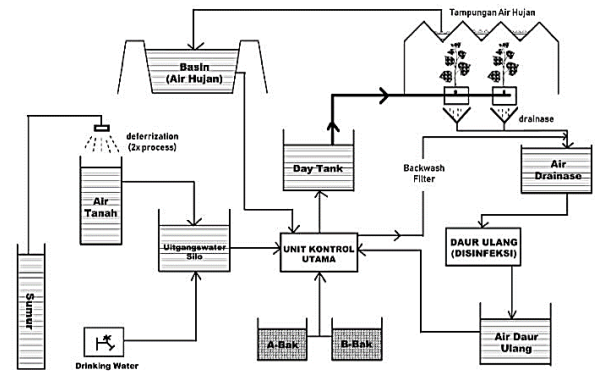 Tampungan Air Hujan
Basin
(Air Hujan)
deferrization
(2x process)
drainase
Day Tank
Backwash
Filter
Air
Drainase
Air
Tanah
Uitgangswater
Silo
UNIT KONTROL
UTAMA
DAUR ULANG
(DISINFEKSI)
Sumur
A-Bak
B-Bak
Air Daur
Ulang
Drinking Water